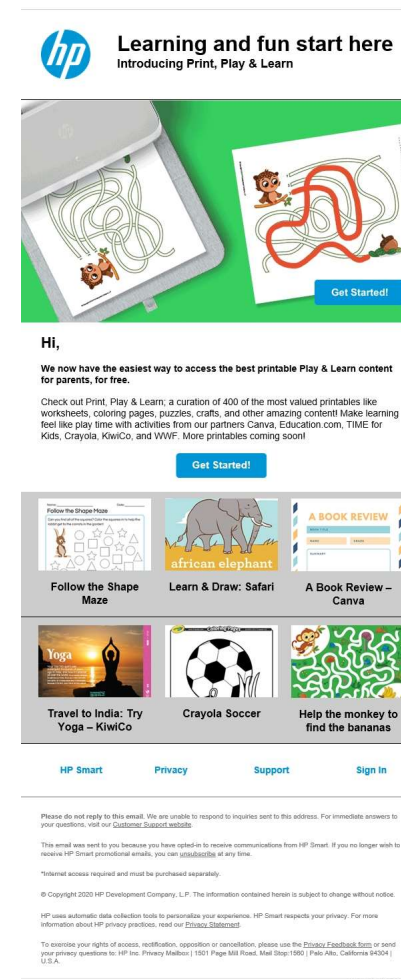 hp
Learning and fun start here
Introducing Print, Play & Learn
Get Started!
Hi,
We now have the easiest way to access the best printable Play & Learn content
for parents, for free.
Check out Print, Play & Learn; a curation of 400 of the most valued printables like
worksheets, coloring pages, puzzles, crafts, and other amazing content! Make learning
feel like play time with activities from our partners Canva, Education.com, TIME for
Kids, Crayola, KiwiCo, and WWF. More printables coming soon!
Get Started!
Name Date
Follow the Shape Maze
african elephant
A BOOK REVIEW
Follow the Shape
Maze
Learn & Draw: Safari
A Book Review –
Canva
Yoga
Coloring Pages
Travel to India: Try
Yoga – KiwiCo
Crayola Soccer
Help the monkey to
find the bananas
HP Smart Privacy Support Sign In
Please do not reply to this email. We are unable to respond to inquiries sent to this address. For immediate answers to
your questions, visit our Customer Support website.
This email was sent to you because you have opted-in to receive communications from HP Smart. If you no longer wish to
receive HP Smart promotional emails, you can unsubscribe at any time.
*Internet access required and must be purchased separately.
© Copyright 2020 HP Development Company, L.P. The information contained herein is subject to change without notice.
HP uses automatic data collection tools to personalize your experience. HP Smart respects your privacy. For more
information about HP privacy practices, read our Privacy Statement.
To exercise your rights of access, rectification, opposition or cancellation, please use the Privacy Feedback form or send
your privacy questions to: HP Inc. Privacy Mailbox | 1501 Page Mill Road, Mail Stop:1560 | Palo Alto, California 94304 |
U.S.A.